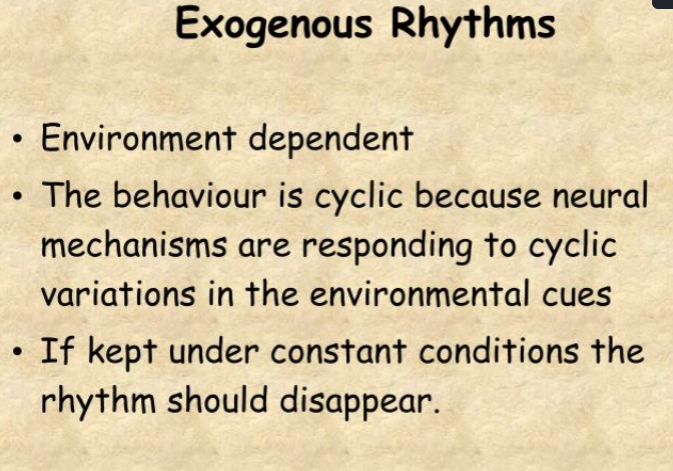 Exogenous Rhythms
• Environment dependent
• The behaviour is cyclic because neural
mechanisms are responding to cyclic
variations in the environmental cues
• If kept under constant conditions the
rhythm should disappear.